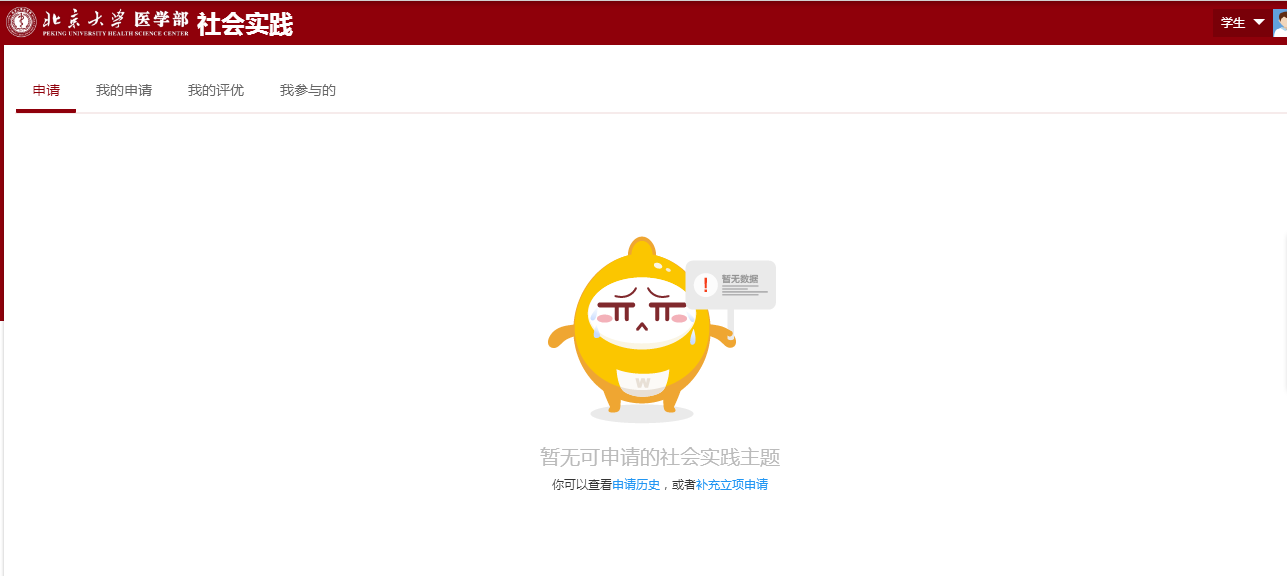 北京大学 医学部 社会实践
PEKING UNIVERSITY HEALTH SCIENCE CENTER
学生
申请 我的申请 我的评优 我参与的
! 暂无数据
W
暂无可申请的社会实践主题
你可以查看申请历史，或者补充立项申请